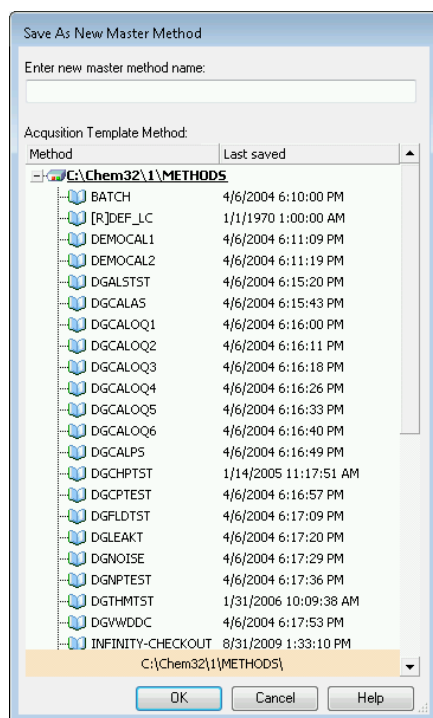 Save As New Master Method
Enter new master method name:
Acqusition Template Method:
Method Last saved
C:\Chem32\1\METHODS
BATCH 4/6/2004 6:10:00 PM
[R]DEF_LC 1/1/1970 1:00:00 AM
DEMOCAL1 4/6/2004 6:11:09 PM
DEMOCAL2 4/6/2004 6:11:19 PM
DGALSTST 4/6/2004 6:15:20 PM
DGCALAS 4/6/2004 6:15:43 PM
DGCALOQ1 4/6/2004 6:16:00 PM
DGCALOQ2 4/6/2004 6:16:11 PM
DGCALOQ3 4/6/2004 6:16:18 PM
DGCALOQ4 4/6/2004 6:16:26 PM
DGCALOQ5 4/6/2004 6:16:33 PM
DGCALOQ6 4/6/2004 6:16:40 PM
DGCALPS 4/6/2004 6:16:49 PM
DGCHPTST 1/14/2005 11:17:51 AM
DGCPTEST 4/6/2004 6:16:57 PM
DGFLDTST 4/6/2004 6:17:09 PM
DGLEAKT 4/6/2004 6:17:20 PM
DGNOISE 4/6/2004 6:17:29 PM
DGNPTEST 4/6/2004 6:17:36 PM
DGTHMTST 1/31/2006 10:09:38 AM
DGVWDDC 4/6/2004 6:17:53 PM
INFINITY-CHECKOUT 8/31/2009 1:33:10 PM
C:\Chem32\1\METHODS\
OK Cancel Help